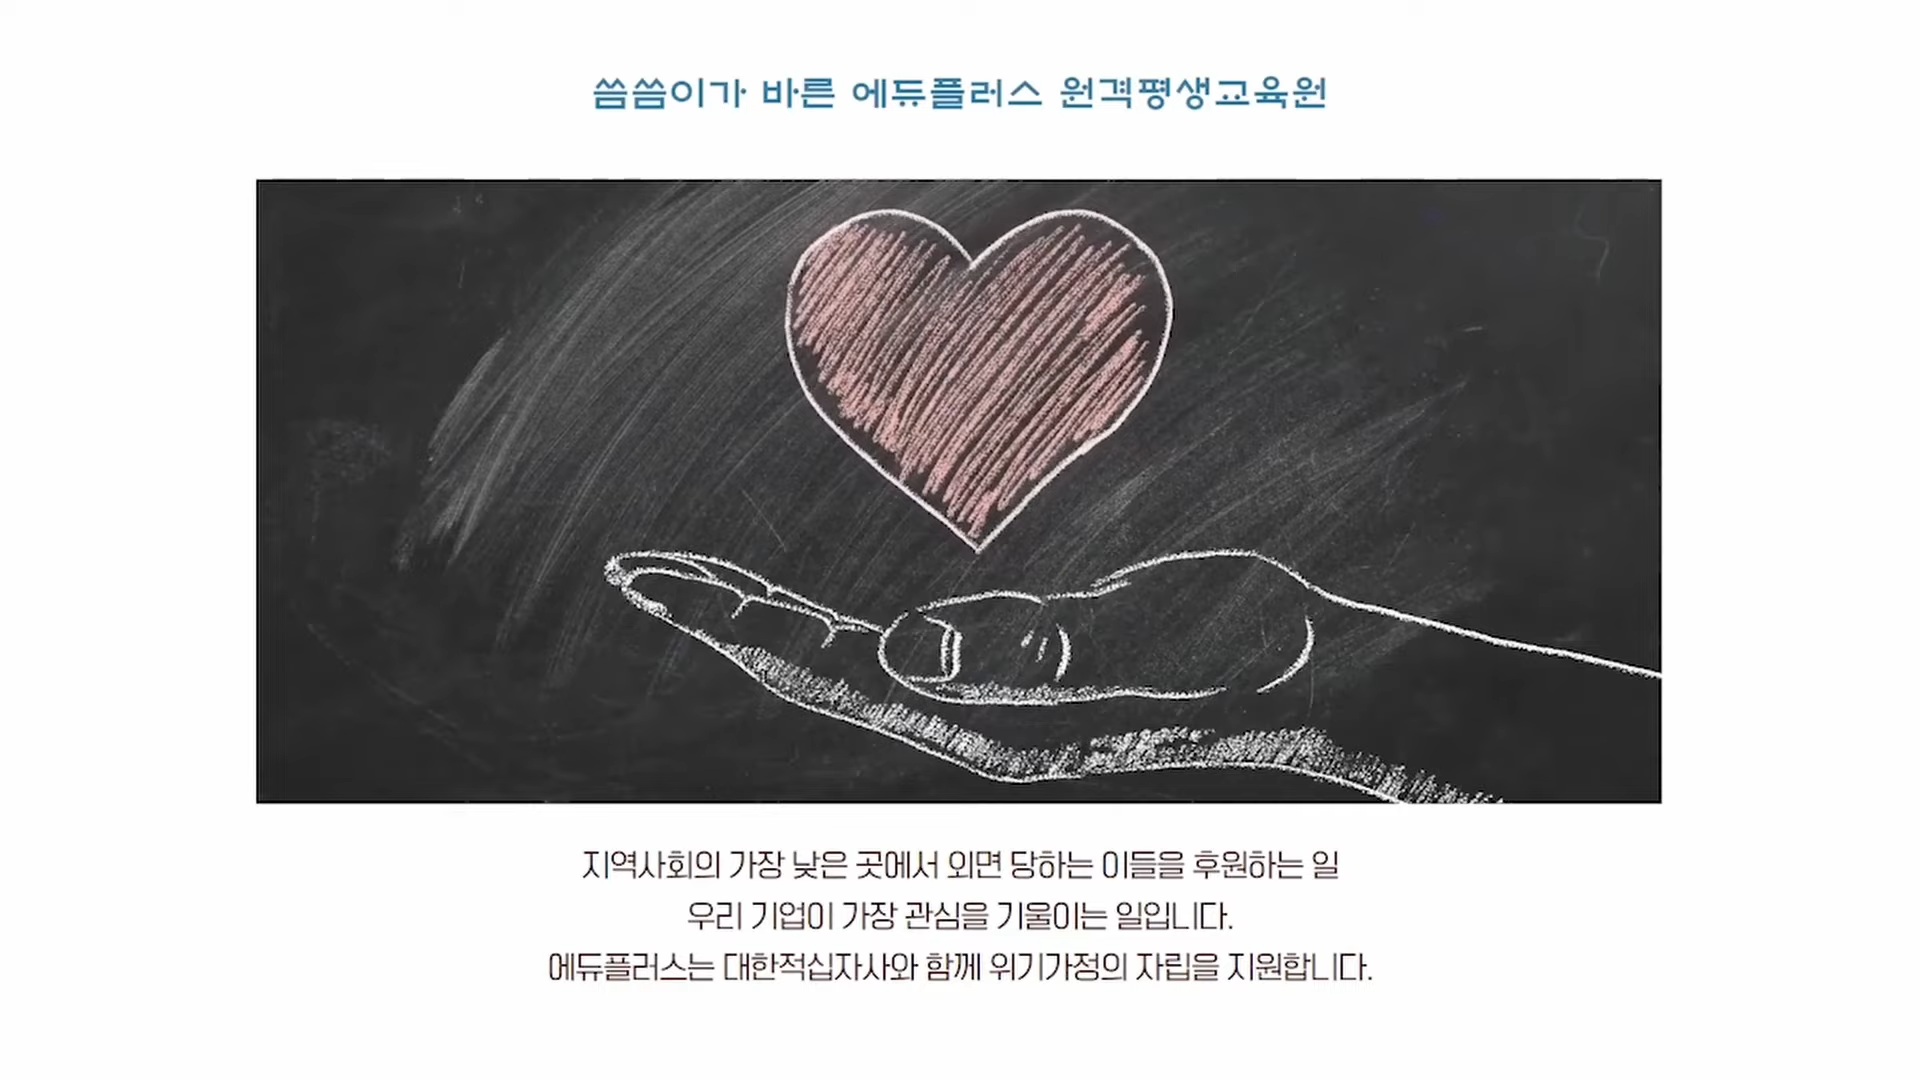 씀씀이가 바른 에듀플러스 원격평생교육원
지역사회의 가장 낮은 곳에서 외면 당하는 이들을 후원하는 일
우리 기업이 가장 관심을 기울이는 일입니다.
에듀플러스는 대한적십자사와 함께 위기가정의 자립을 지원합니다.